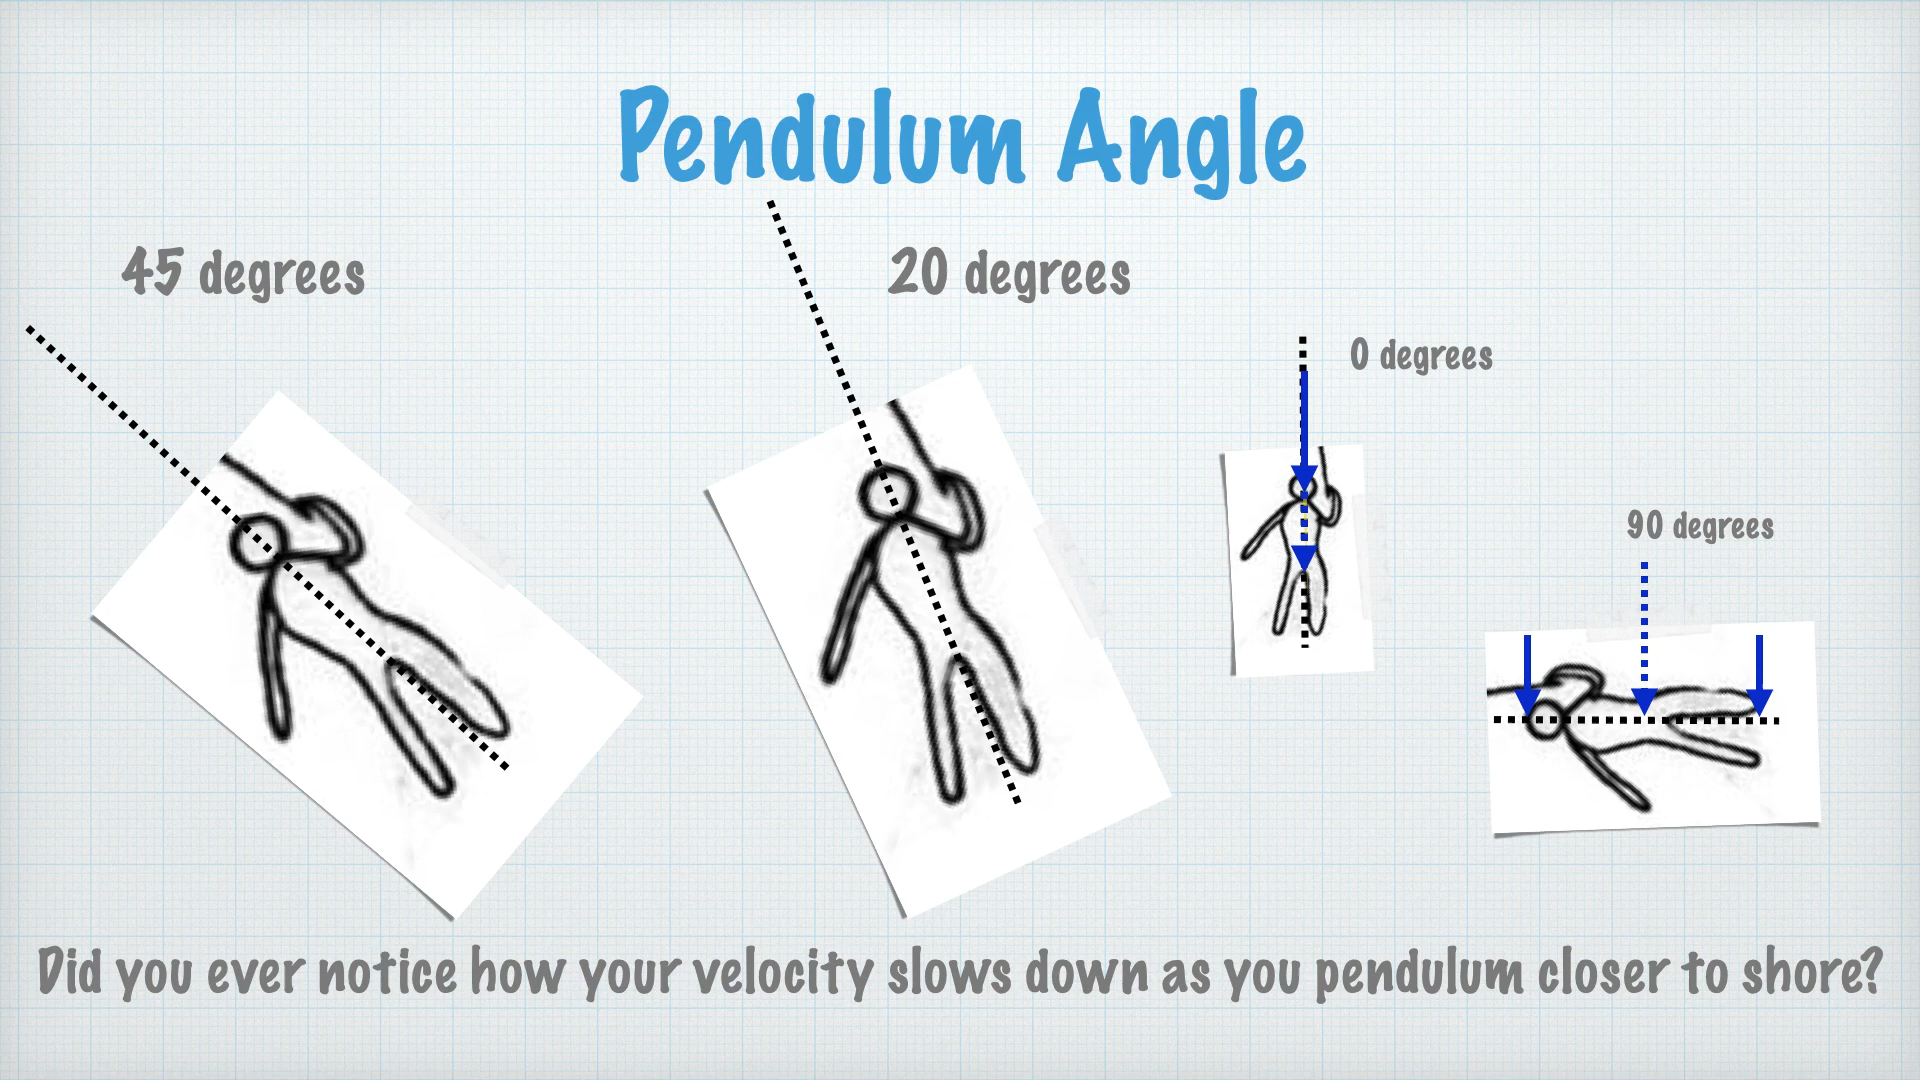 Pendulum Angle
45 degrees
20 degrees
0 degrees
90 degrees
Did you ever notice how your velocity slows down as you pendulum closer to shore?